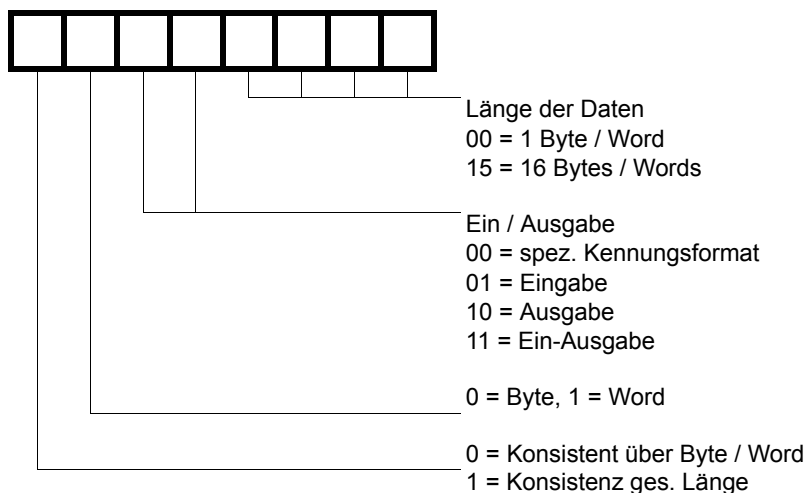 Länge der Daten
00 = 1 Byte / Word
15 = 16 Bytes / Words
Ein / Ausgabe
00 = spez. Kennungsformat
01 = Eingabe
10 = Ausgabe
11 = Ein-Ausgabe
0 = Byte, 1 = Word
0 = Konsistent über Byte / Word
1 = Konsistenz ges. Länge